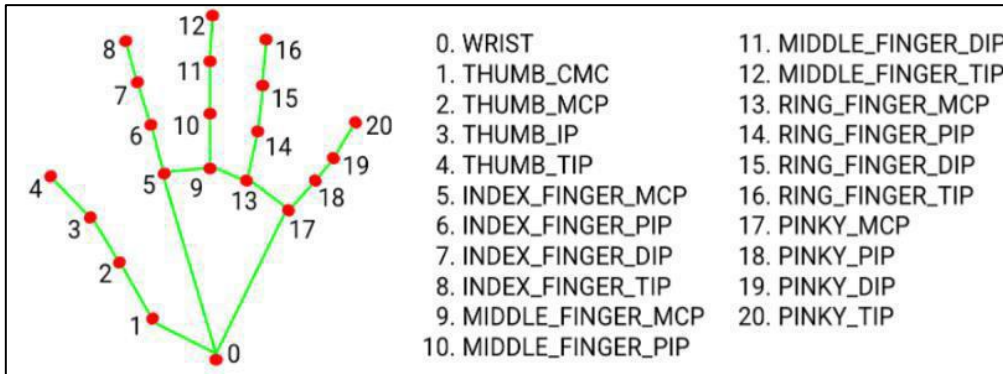 12
8
16
11
7
15
20
6
10
14
19
4
5
9
13
18
3
17
2
1
0
0. WRIST
1. THUMB_CMC
2. THUMB_MCP
3. THUMB_IP
4. THUMB_TIP
5. INDEX_FINGER_MCP
6. INDEX_FINGER_PIP
7. INDEX_FINGER_DIP
8. INDEX_FINGER_TIP
9. MIDDLE_FINGER_MCP
10. MIDDLE_FINGER_PIP
11. MIDDLE_FINGER_DIP
12. MIDDLE_FINGER_TIP
13. RING_FINGER_MCP
14. RING_FINGER_PIP
15. RING_FINGER_DIP
16. RING_FINGER_TIP
17. PINKY_MCP
18. PINKY_PIP
19. PINKY_DIP
20. PINKY_TIP